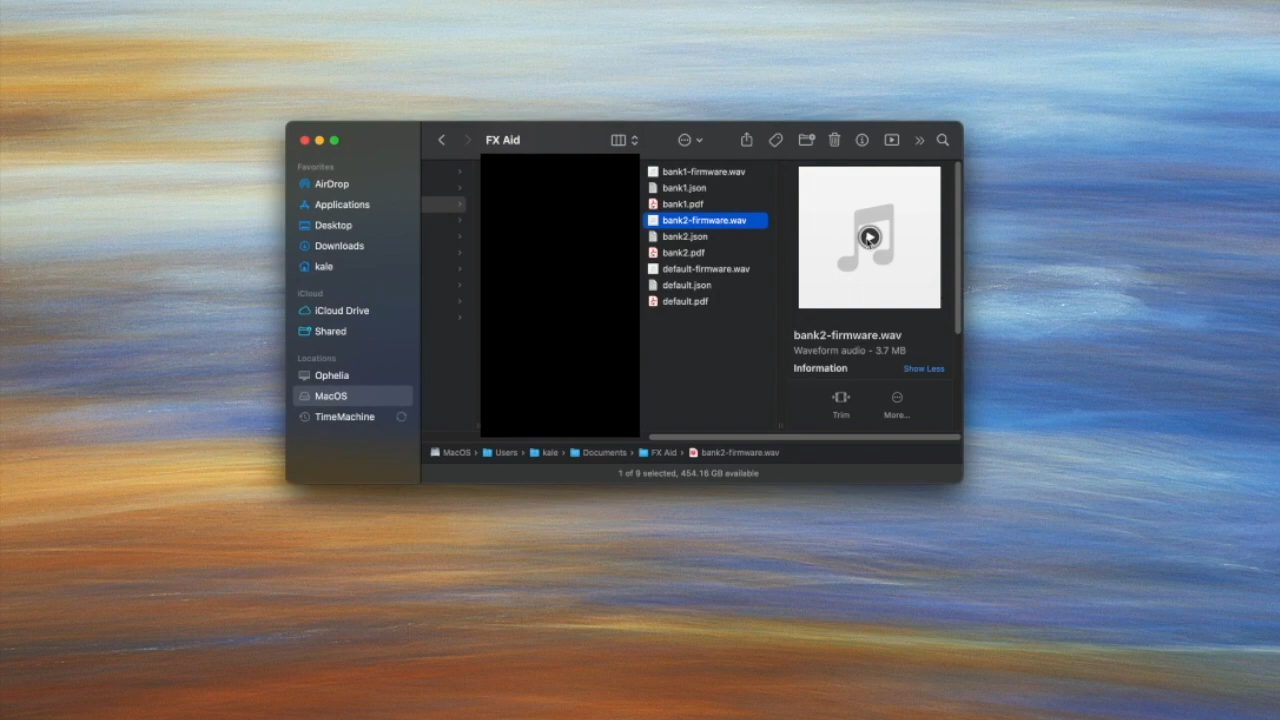 FX Aid
Favorites
AirDrop
Applications
Desktop
Downloads
kale
iCloud
iCloud Drive
Shared
Locations
Ophelia
MacOS
TimeMachine
bank1-firmware.wav
bank1.json
bank1.pdf
bank2-firmware.wav
bank2.json
bank2.pdf
default-firmware.wav
default.json
default.pdf
bank2-firmware.wav
Waveform audio - 3.7 MB
Information Show Less
Trim More...
MacOS › Users › kale › Documents › FX Aid › bank2-firmware.wav
1 of 9 selected, 454.16 GB available